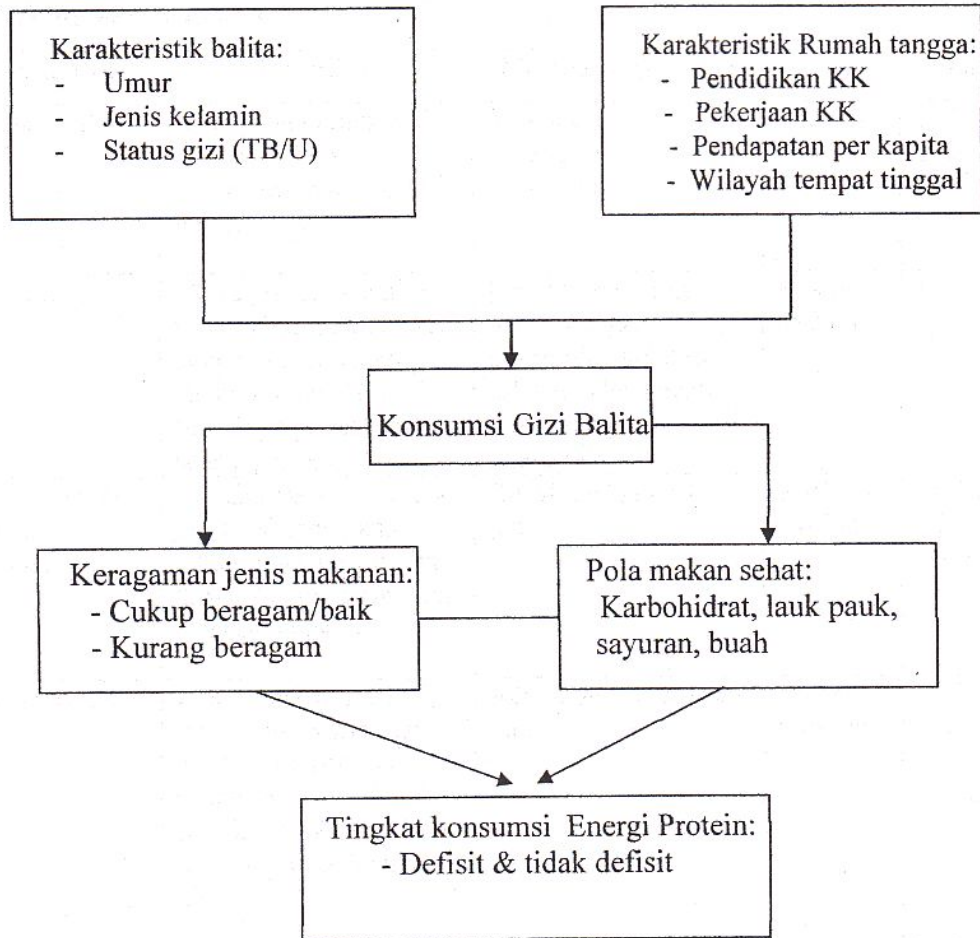 Karakteristik balita:
- Umur
- Jenis kelamin
- Status gizi (TB/U)
Karakteristik Rumah tangga:
- Pendidikan KK
- Pekerjaan KK
- Pendapatan per kapita
- Wilayah tempat tinggal
Konsumsi Gizi Balita
Keragaman jenis makanan:
- Cukup beragam/baik
- Kurang beragam
Pola makan sehat:
Karbohidrat, lauk pauk,
sayuran, buah
Tingkat konsumsi Energi Protein:
- Defisit & tidak defisit